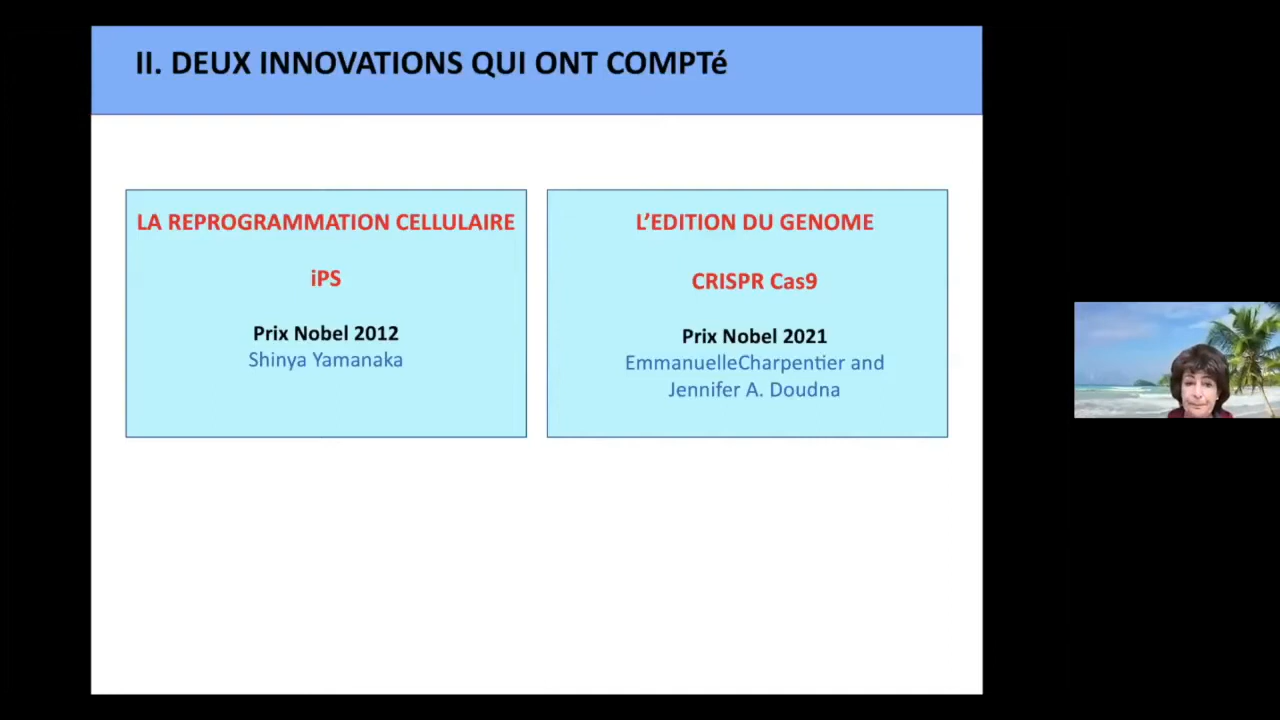 II. DEUX INNOVATIONS QUI ONT COMPTé
LA REPROGRAMMATION CELLULAIRE
iPS
Prix Nobel 2012
Shinya Yamanaka
L’EDITION DU GENOME
CRISPR Cas9
Prix Nobel 2021
EmmanuelleCharpentier and
Jennifer A. Doudna